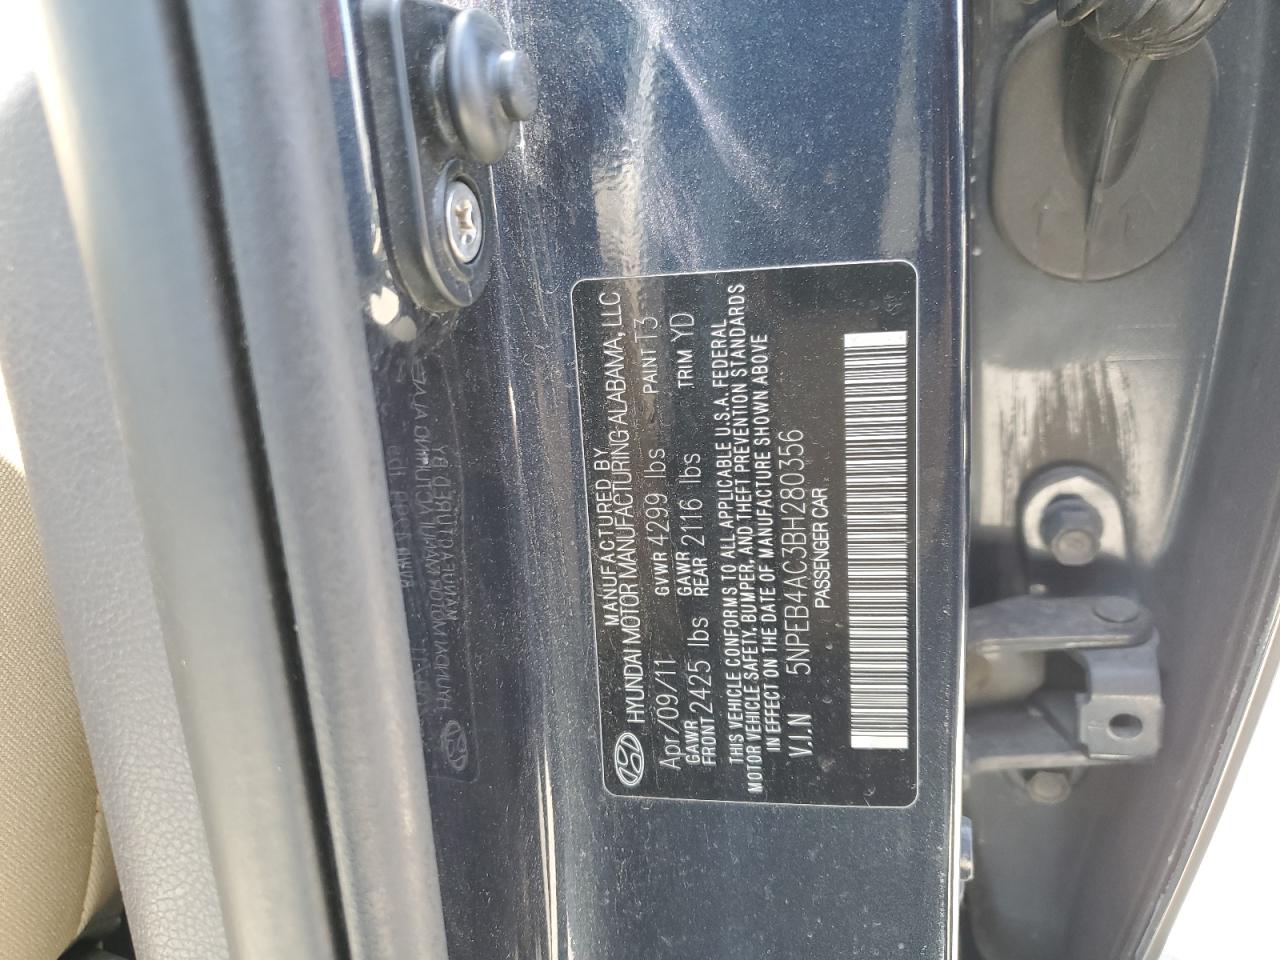 MANUFACTURED BY
HYUNDAI MOTOR MANUFACTURING ALABAMA, LLC
Apr/09/11 GVWR 4299 lbs PAINT T3
GAWR FRONT 2425 lbs GAWR REAR 2116 lbs TRIM YD
THIS VEHICLE CONFORMS TO ALL APPLICABLE U.S.A. FEDERAL
MOTOR VEHICLE SAFETY, BUMPER, AND THEFT PREVENTION STANDARDS
IN EFFECT ON THE DATE OF MANUFACTURE SHOWN ABOVE
V.I.N 5NPEB4AC3BH280356
PASSENGER CAR